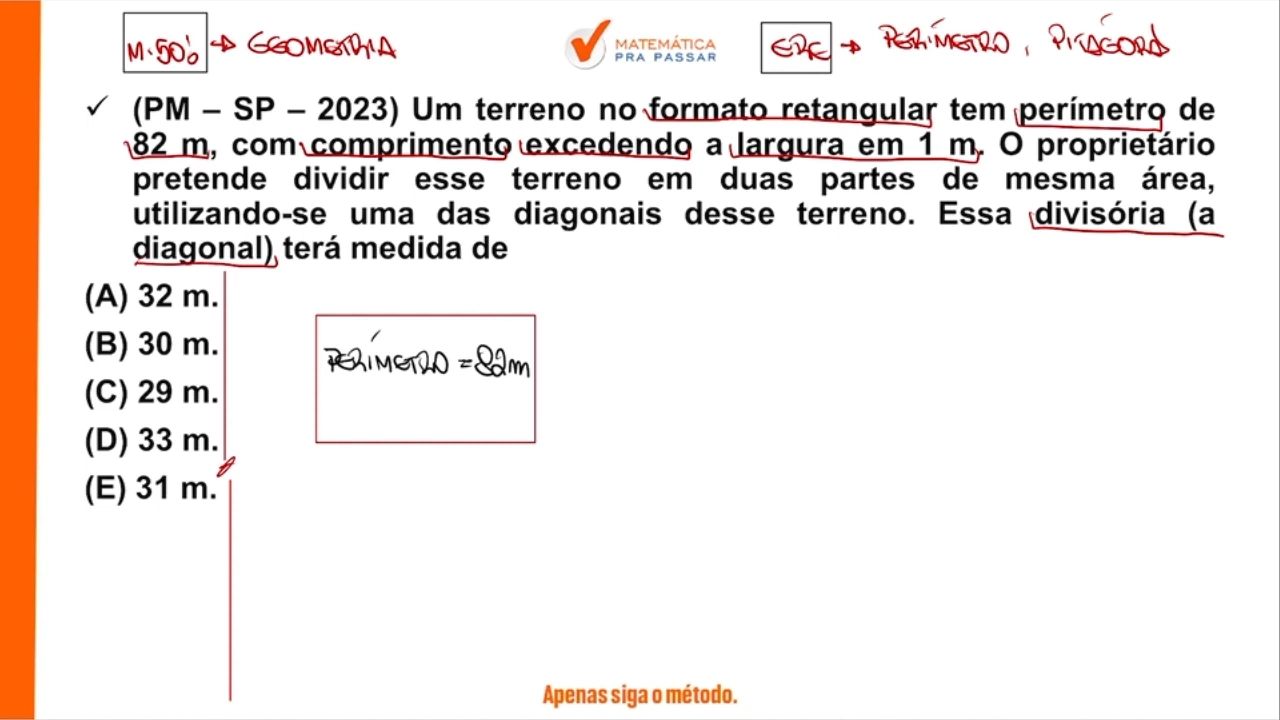 M.50% → GEOMETRIA
MATEMÁTICA
PRA PASSAR
→ PERÍMETRO, PITÁGORA
✓ (PM – SP – 2023) Um terreno no formato retangular tem perímetro de
82 m, com comprimento excedendo a largura em 1 m. O proprietário
pretende dividir esse terreno em duas partes de mesma área,
utilizando-se uma das diagonais desse terreno. Essa divisória (a
diagonal) terá medida de
(A) 32 m.
(B) 30 m.
(C) 29 m.
(D) 33 m.
(E) 31 m.
PERÍMETRO = 82m
Apenas siga o método.